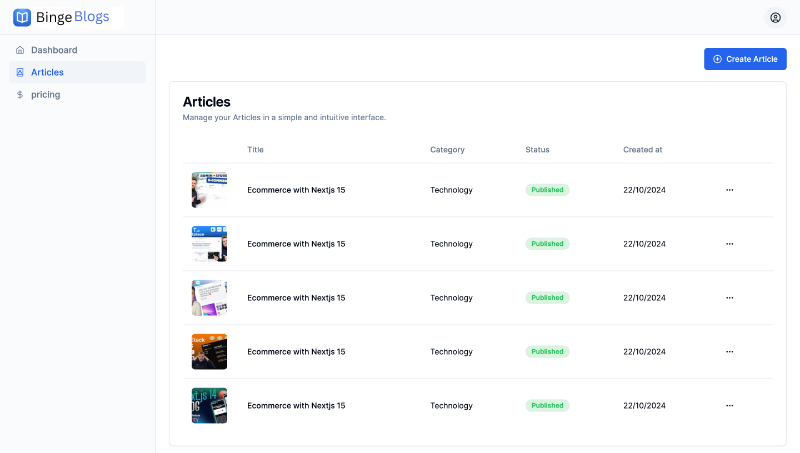 Binge Blogs
Dashboard
Articles
pricing
Create Article
Articles
Manage your Articles in a simple and intuitive interface.
Title Category Status Created at
Ecommerce with Nextjs 15 Technology Published 22/10/2024
Ecommerce with Nextjs 15 Technology Published 22/10/2024
Ecommerce with Nextjs 15 Technology Published 22/10/2024
Ecommerce with Nextjs 15 Technology Published 22/10/2024
Ecommerce with Nextjs 15 Technology Published 22/10/2024